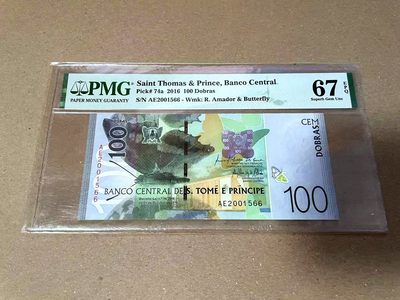 PMG
PAPER MONEY GUARANTY
Saint Thomas & Prince, Banco Central
Pick# 74a 2016 100 Dobras
S/N AE2001566 - Wmk: R. Amador & Butterfly
67 EPQ
Superb Gem Unc
100
CEM
DOBRAS
AE2001566
BANCO CENTRAL DE S. TOMÉ E PRÍNCIPE
AE2001566
100